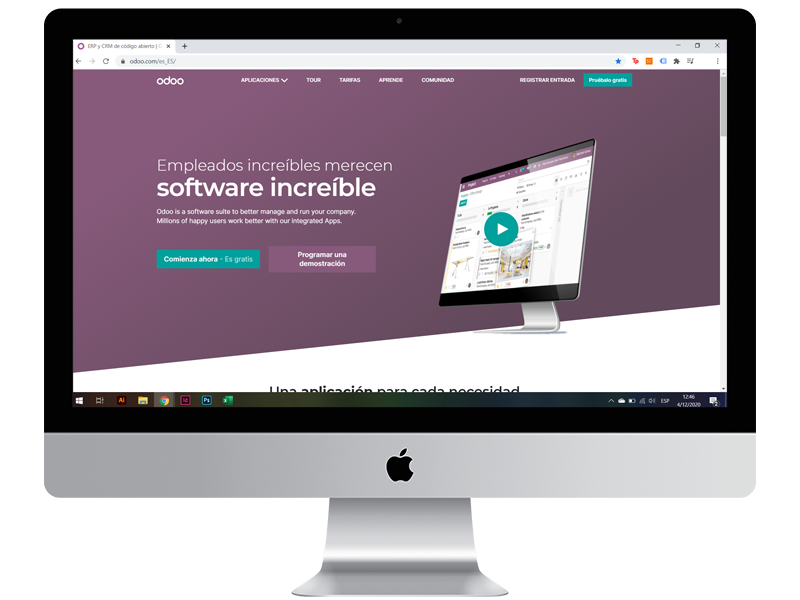 ERP y CRM de código abierto |
odoo.com/es_ES/
odoo
APLICACIONES
TOUR
TARIFAS
APRENDE
COMUNIDAD
REGISTRAR ENTRADA
Pruébalo gratis
Empleados increíbles merecen
software increíble
Odoo is a software suite to better manage and run your company.
Millions of happy users work better with our integrated Apps.
Comienza ahora - Es gratis
Programar una
demostración
Una aplicación para cada necesidad
Ai
Id
Ps
ESP
12:46
4/12/2020